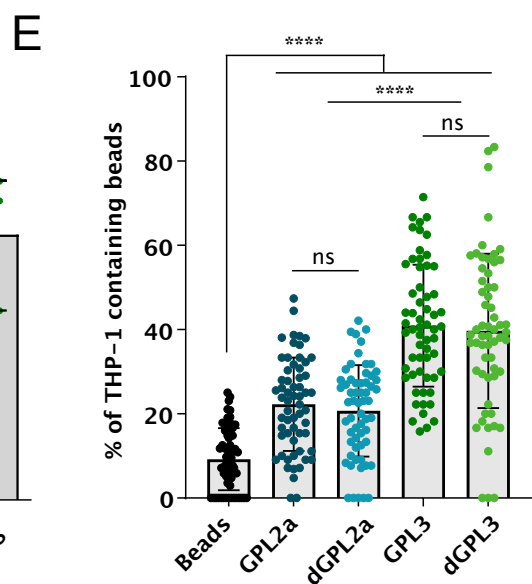 E
****
****
ns
ns
% of THP-1 containing beads
100
80
60
40
20
0
Beads
GPL2a
dGPL2a
GPL3
dGPL3